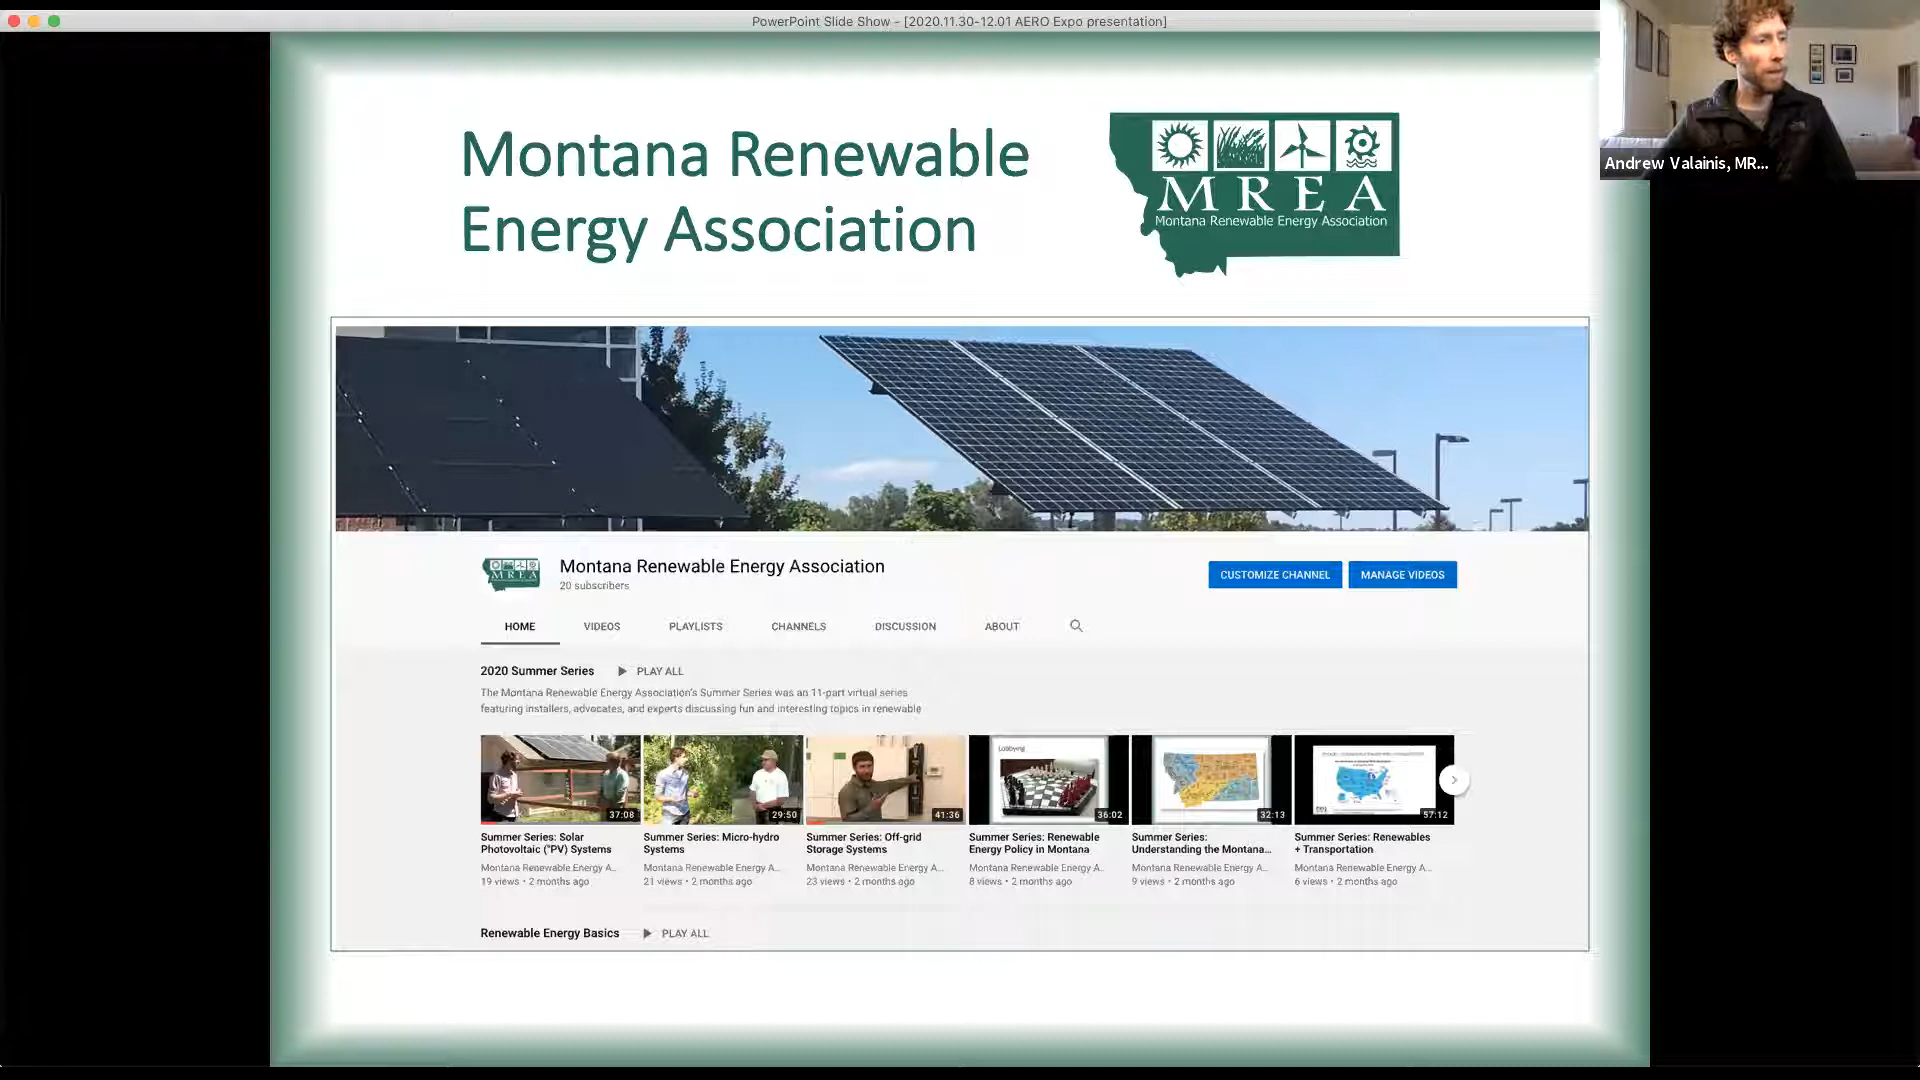 PowerPoint Slide Show - [2020.11.30-12.01 AERO Expo presentation]
Andrew Valainis, MR...
Montana Renewable
Energy Association
MREA
Montana Renewable Energy Association
MREA
Montana Renewable Energy Association
20 subscribers
CUSTOMIZE CHANNEL
MANAGE VIDEOS
HOME VIDEOS PLAYLISTS CHANNELS DISCUSSION ABOUT
2020 Summer Series PLAY ALL
The Montana Renewable Energy Association's Summer Series was an 11-part virtual series
featuring installers, advocates, and experts discussing fun and interesting topics in renewable
37:08
29:50
41:36
Lobbying
36:02
32:13
57:12
Summer Series: Solar
Photovoltaic ("PV) Systems
Montana Renewable Energy A...
19 views • 2 months ago
Summer Series: Micro-hydro
Systems
Montana Renewable Energy A...
21 views • 2 months ago
Summer Series: Off-grid
Storage Systems
Montana Renewable Energy A...
23 views • 2 months ago
Summer Series: Renewable
Energy Policy in Montana
Montana Renewable Energy A...
8 views • 2 months ago
Summer Series:
Understanding the Montana...
Montana Renewable Energy A...
9 views • 2 months ago
Summer Series: Renewables
+ Transportation
Montana Renewable Energy A...
6 views • 2 months ago
Renewable Energy Basics PLAY ALL